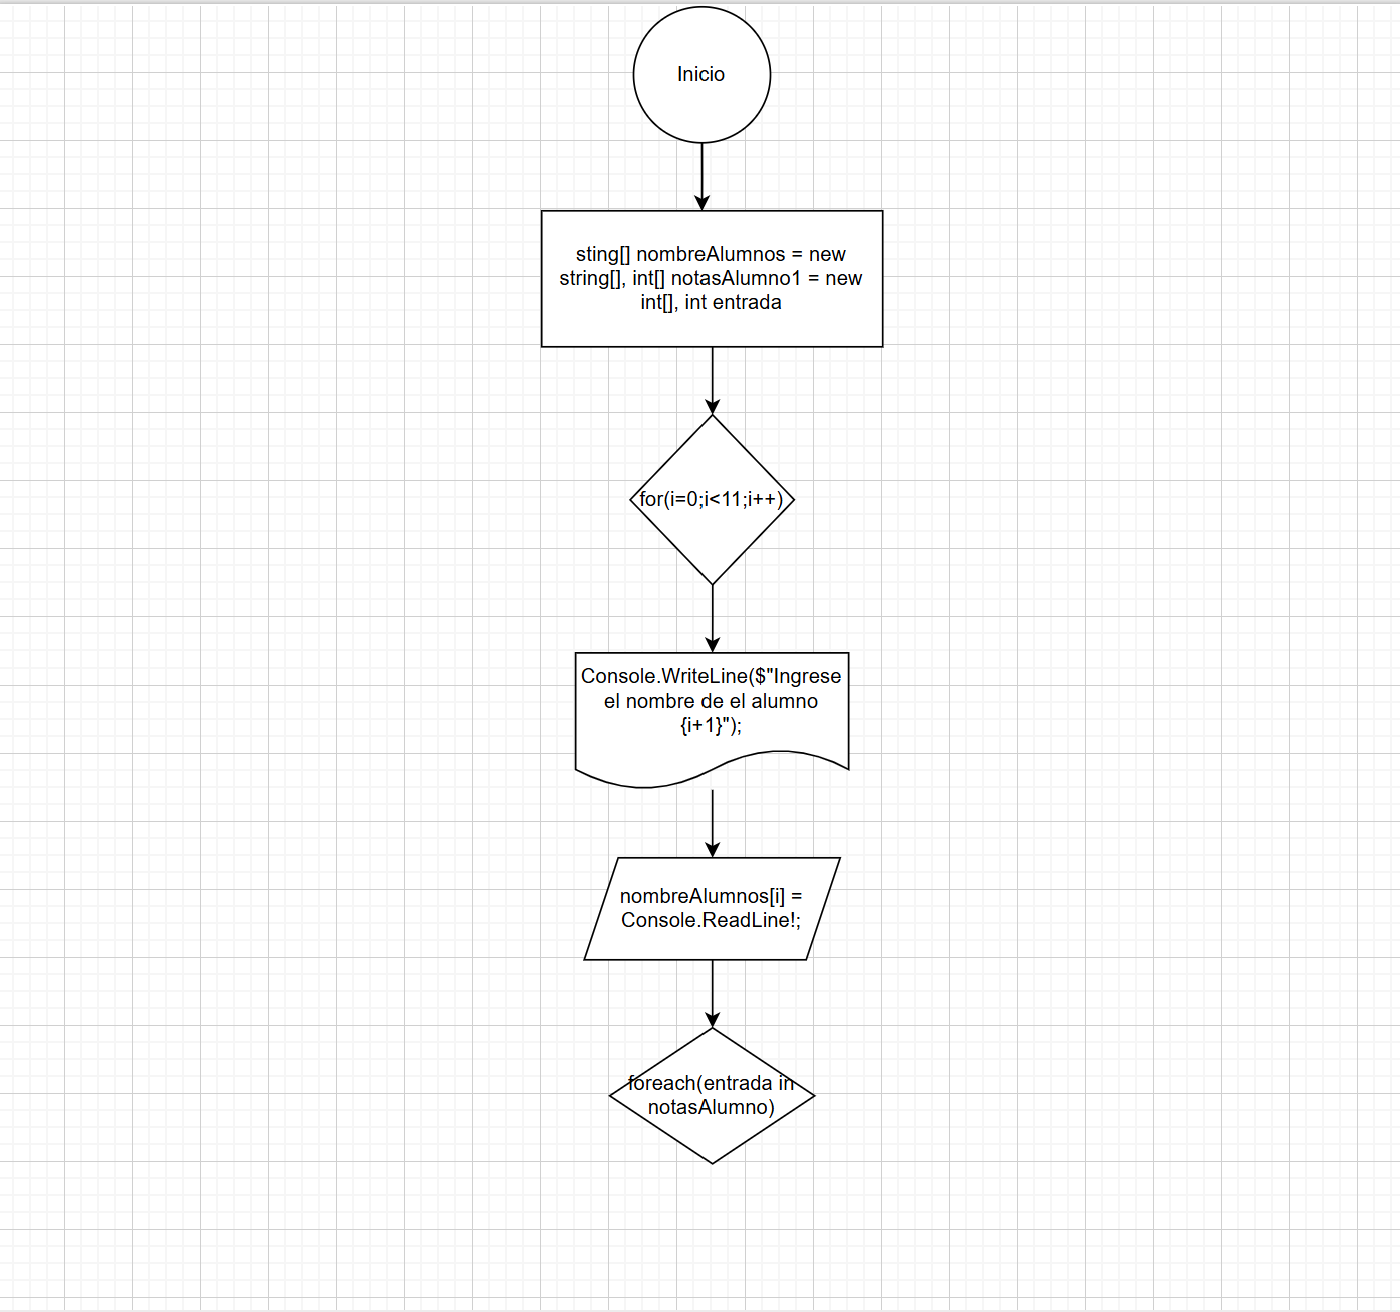 Inicio
sting[] nombreAlumnos = new
string[], int[] notasAlumno1 = new
int[], int entrada
for(i=0;i<11;i++)
Console.WriteLine($"Ingrese
el nombre de el alumno
{i+1}");
nombreAlumnos[i] =
Console.ReadLine!;
foreach(entrada in
notasAlumno)